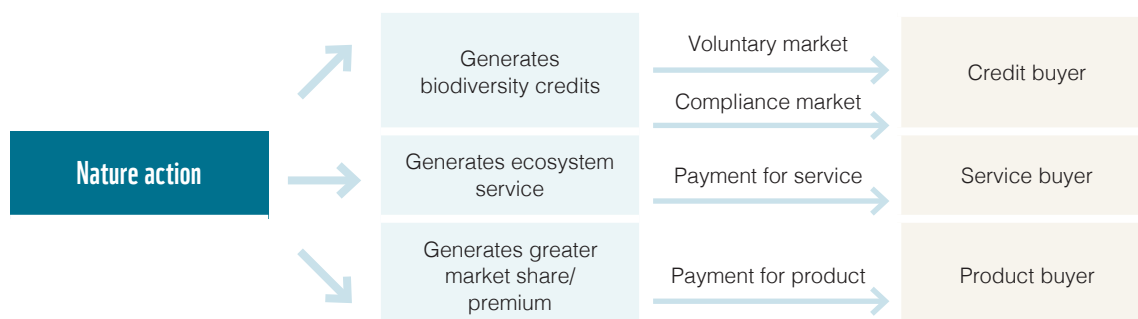 Nature action
Generates
biodiversity credits
Voluntary market
Compliance market
Credit buyer
Generates ecosystem
service
Payment for service
Service buyer
Generates greater
market share/
premium
Payment for product
Product buyer